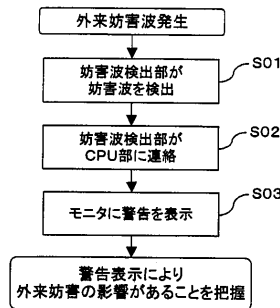 外来妨害波発生
S01
妨害波検出部が
妨害波を検出
S02
妨害波検出部が
CPU部に連絡
S03
モニタに警告を表示
警告表示により
外来妨害の影響があることを把握